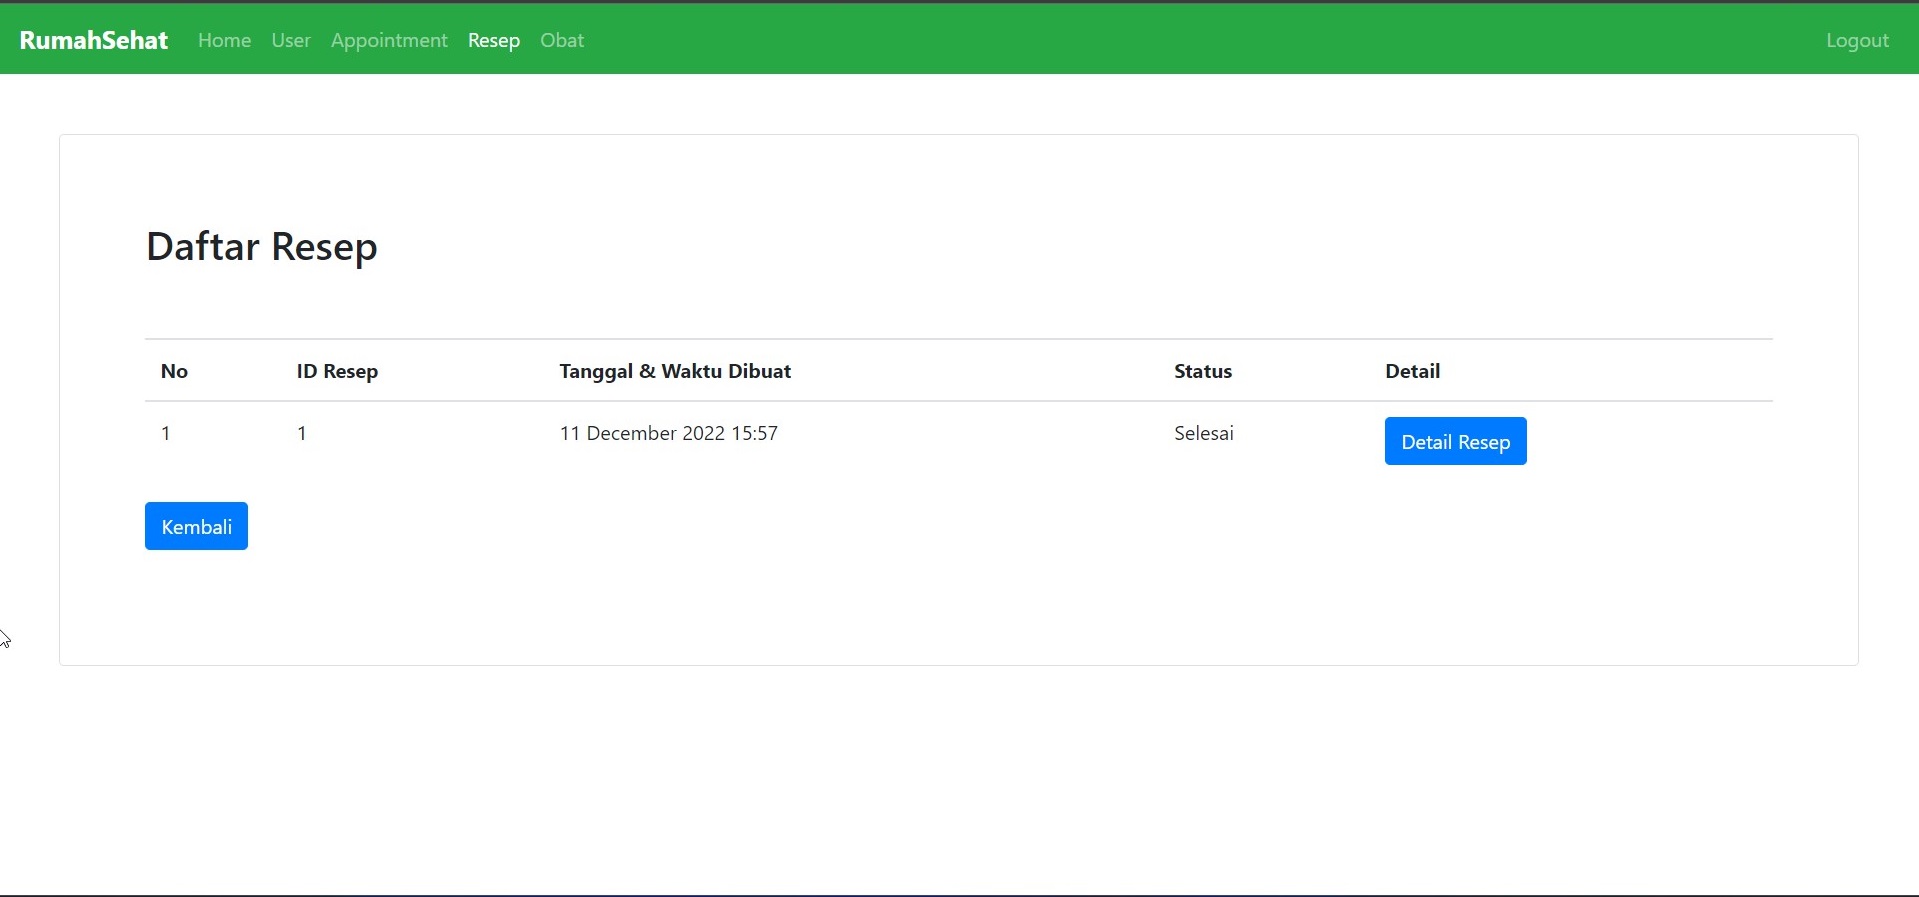 RumahSehat Home User Appointment Resep Obat Logout
Daftar Resep
No ID Resep Tanggal & Waktu Dibuat Status Detail
1 1 11 December 2022 15:57 Selesai Detail Resep
Kembali